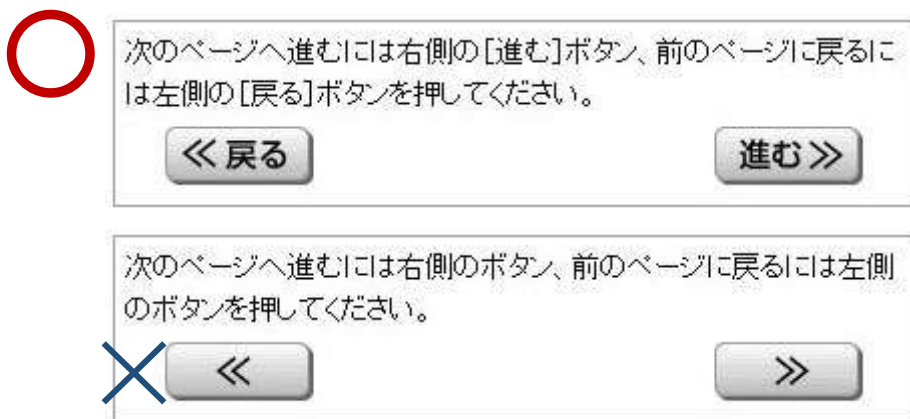 次のページへ進むには右側の[進む]ボタン、前のページに戻るに
は左側の[戻る]ボタンを押してください。
≪戻る
進む≫
次のページへ進むには右側のボタン、前のページに戻るには左側
のボタンを押してください。
≪
≫